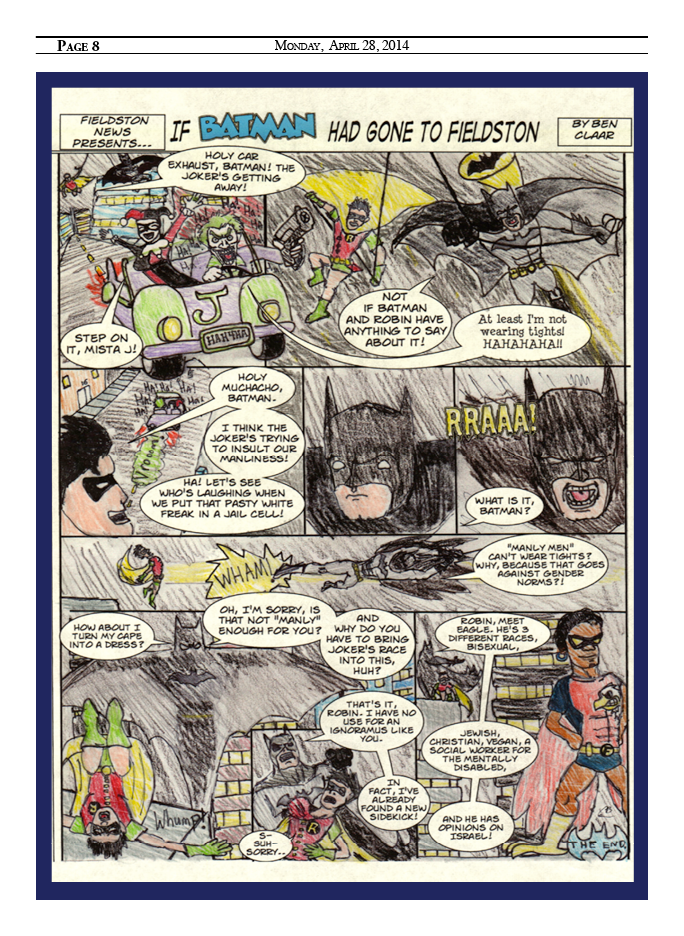 PAGE 8
MONDAY, APRIL 28, 2014
FIELDSTON
NEWS
PRESENTS...
IF BATMAN HAD GONE TO FIELDSTON
BY BEN
CLAAR
HOLY CAR
EXHAUST, BATMAN! THE
JOKER'S GETTING
AWAY!
STEP ON
IT, MISTA J!
J
HAHAHA
NOT
IF BATMAN
AND ROBIN HAVE
ANYTHING TO SAY
ABOUT IT!
At least I'm not
wearing tights!
HAHAHAHA!!
R
HOLY
MUCHACHO,
BATMAN.
I THINK THE
JOKER'S TRYING
TO INSULT OUR
MANLINESS!
HA! LET'S SEE
WHO'S LAUGHING WHEN
WE PUT THAT PASTY WHITE
FREAK IN A JAIL CELL!
RRAAA!
WHAT IS IT,
BATMAN?
WHAM!
"MANLY MEN"
CAN'T WEAR TIGHTS?
WHY, BECAUSE THAT GOES
AGAINST GENDER
NORMS?!
HOW ABOUT I
TURN MY CAPE
INTO A DRESS?
OH, I'M SORRY, IS
THAT NOT "MANLY"
ENOUGH FOR YOU?
AND
WHY DO YOU
HAVE TO BRING
JOKER'S RACE
INTO THIS,
HUH?
Whump!
THAT'S IT,
ROBIN. I HAVE NO
USE FOR AN
IGNORAMUS LIKE
YOU.
IN
FACT, I'VE
ALREADY
FOUND A NEW
SIDEKICK!
S-
SUH-
SORRY..
R
ROBIN, MEET
EAGLE. HE'S 3
DIFFERENT RACES,
BISEXUAL,
JEWISH,
CHRISTIAN, VEGAN, A
SOCIAL WORKER FOR
THE MENTALLY
DISABLED,
AND HE HAS
OPINIONS ON
ISRAEL!
THE END